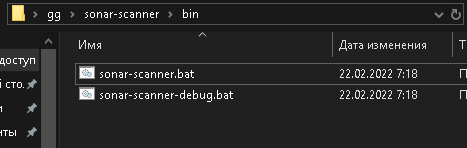 gg > sonar-scanner > bin
Имя
Дата изменения
доступ
й сто.
sonar-scanner.bat
22.02.2022 7:18
sonar-scanner-debug.bat
22.02.2022 7:18
и
нты